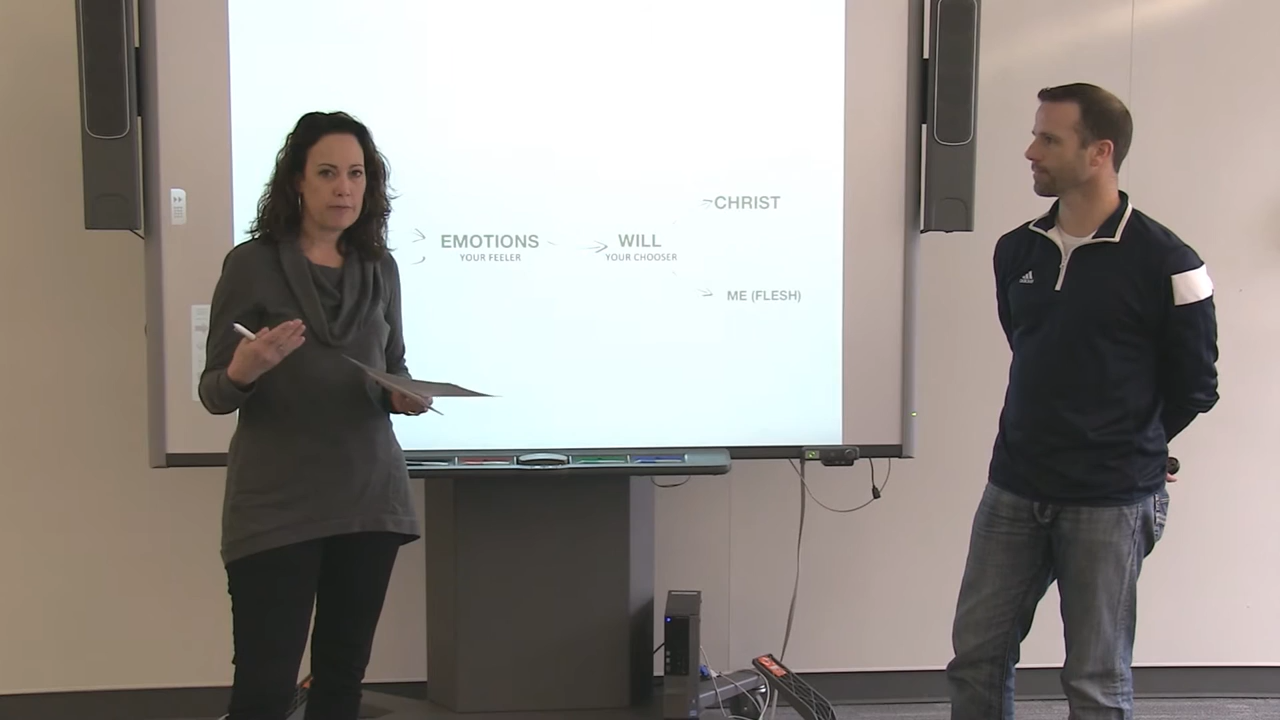 CHRIST
EMOTIONS
YOUR FEELER
WILL
YOUR CHOOSER
ME (FLESH)